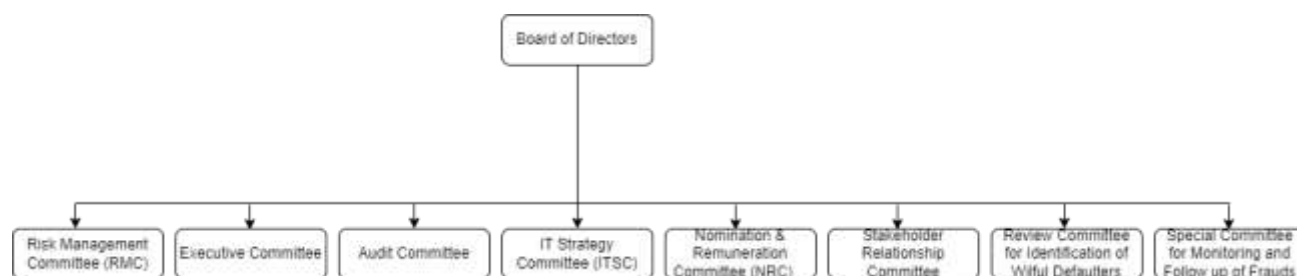 Board of Directors
Risk Management
Committee (RMC)
Executive Committee
Audit Committee
IT Strategy
Committee (ITSC)
Nomination &
Remuneration
Committee (NRC)
Stakeholder
Relationship
Committee
Review Committee
for Identification of
Wilful Defaulters
Special Committee
for Monitoring and
Follow up of Frauds